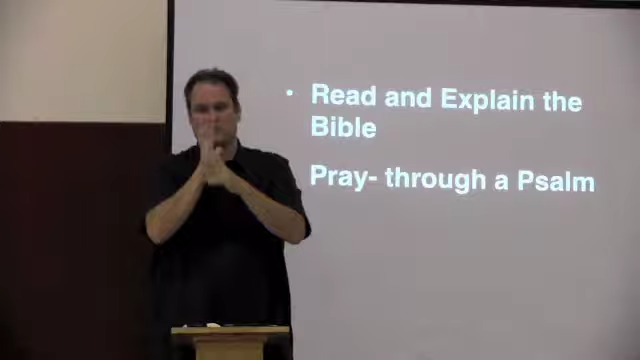 • Read and Explain the
Bible
Pray- through a Psalm